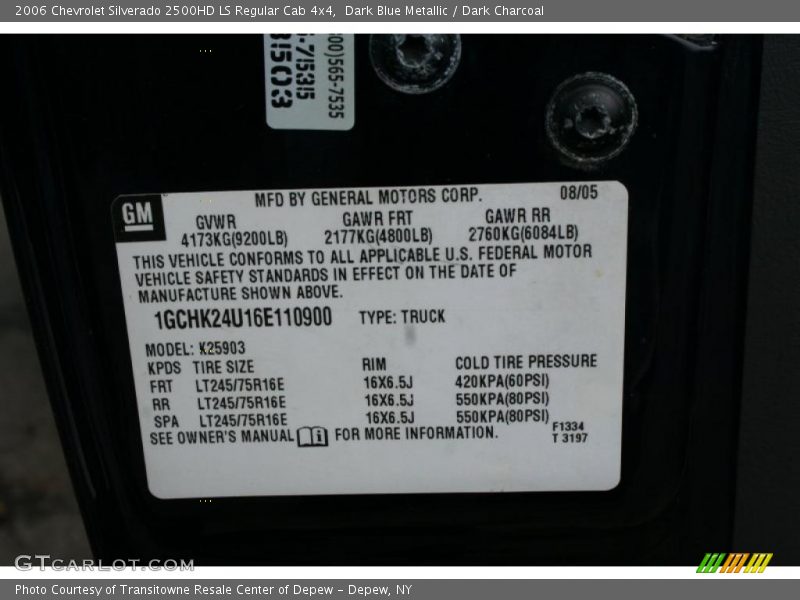 2006 Chevrolet Silverado 2500HD LS Regular Cab 4x4, Dark Blue Metallic / Dark Charcoal
00)565-7535
-715315
31503
GM
MFD BY GENERAL MOTORS CORP. 08/05
GVWR GAWR FRT GAWR RR
4173KG(9200LB) 2177KG(4800LB) 2760KG(6084LB)
THIS VEHICLE CONFORMS TO ALL APPLICABLE U.S. FEDERAL MOTOR
VEHICLE SAFETY STANDARDS IN EFFECT ON THE DATE OF
MANUFACTURE SHOWN ABOVE.
1GCHK24U16E110900 TYPE: TRUCK
MODEL: K25903
KPDS TIRE SIZE RIM COLD TIRE PRESSURE
FRT LT245/75R16E 16X6.5J 420KPA(60PSI)
RR LT245/75R16E 16X6.5J 550KPA(80PSI)
SPA LT245/75R16E 16X6.5J 550KPA(80PSI)
SEE OWNER'S MANUAL i FOR MORE INFORMATION.
F1334
T 3197
GTCARLOT.COM
Photo Courtesy of Transitowne Resale Center of Depew – Depew, NY